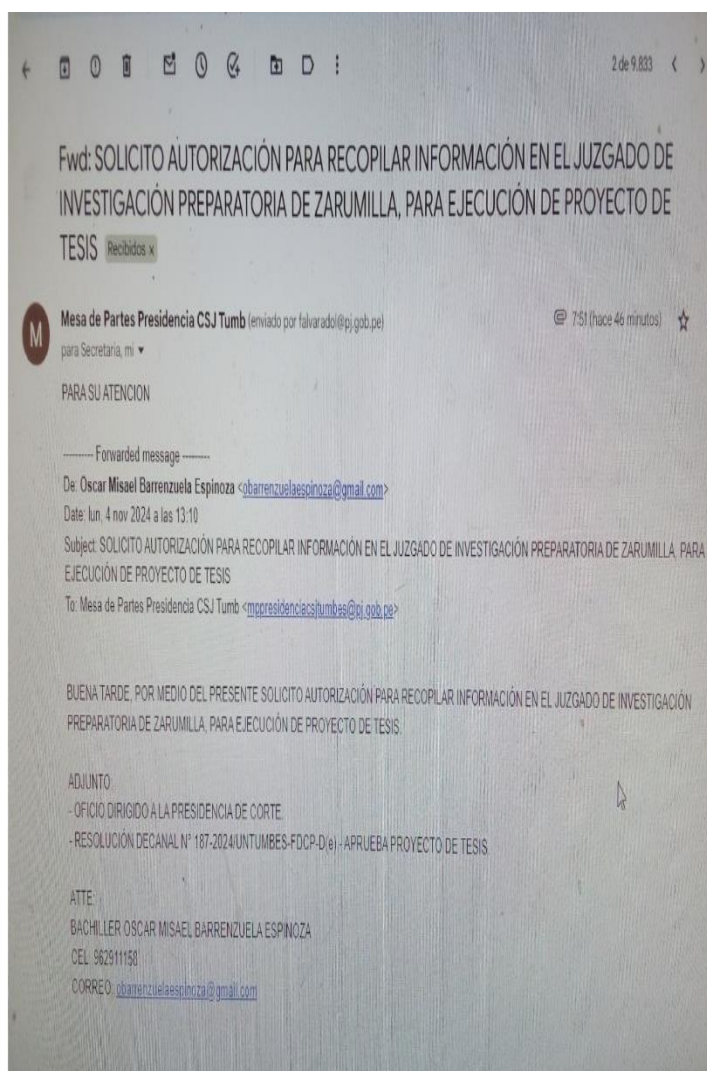 2 de 9.833
Fwd: SOLICITO AUTORIZACIÓN PARA RECOPILAR INFORMACIÓN EN EL JUZGADO DE
INVESTIGACIÓN PREPARATORIA DE ZARUMILLA, PARA EJECUCIÓN DE PROYECTO DE
TESIS Recibidos x
M
Mesa de Partes Presidencia CSJ Tumb (enviado por falvaradol@pj.gob.pe) 7:51 (hace 46 minutos)
para Secretaria, mi
PARA SU ATENCION
---------- Forwarded message ---------
De: Oscar Misael Barrenzuela Espinoza <obarrenzuelaespinoza@gmail.com>
Date: lun, 4 nov 2024 a las 13:10
Subject: SOLICITO AUTORIZACIÓN PARA RECOPILAR INFORMACIÓN EN EL JUZGADO DE INVESTIGACIÓN PREPARATORIA DE ZARUMILLA, PARA
EJECUCIÓN DE PROYECTO DE TESIS
To: Mesa de Partes Presidencia CSJ Tumb <mppresidenciacsjtumbes@pj.gob.pe>
BUENA TARDE, POR MEDIO DEL PRESENTE SOLICITO AUTORIZACIÓN PARA RECOPILAR INFORMACIÓN EN EL JUZGADO DE INVESTIGACIÓN
PREPARATORIA DE ZARUMILLA, PARA EJECUCIÓN DE PROYECTO DE TESIS.
ADJUNTO:
- OFICIO DIRIGIDO A LA PRESIDENCIA DE CORTE.
- RESOLUCIÓN DECANAL N° 187-2024/UNTUMBES-FDCP-D(e) - APRUEBA PROYECTO DE TESIS.
ATTE:
BACHILLER OSCAR MISAEL BARRENZUELA ESPINOZA
CEL: 962911158
CORREO: obarrenzuelaespinoza@gmail.com